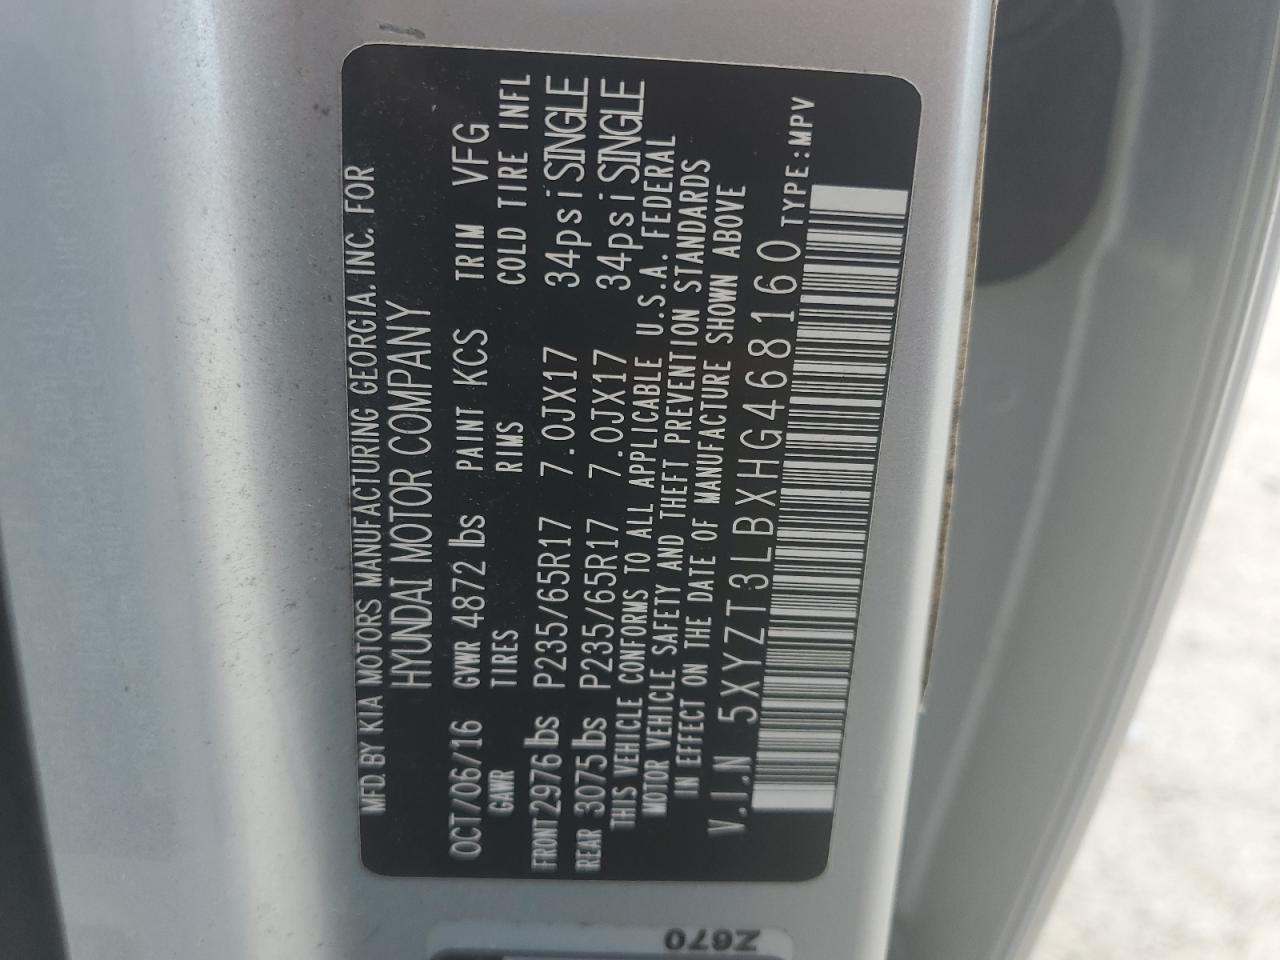 MFD. BY KIA MOTORS MANUFACTURING GEORGIA, INC. FOR
HYUNDAI MOTOR COMPANY
OCT/06/16 GVWR 4872 lbs PAINT KCS TRIM VFG
GAWR TIRES RIMS COLD TIRE INFL
FRONT 2976 lbs P235/65R17 7.0JX17 34psi SINGLE
REAR 3075 lbs P235/65R17 7.0JX17 34psi SINGLE
THIS VEHICLE CONFORMS TO ALL APPLICABLE U.S.A. FEDERAL
MOTOR VEHICLE SAFETY AND THEFT PREVENTION STANDARDS
IN EFFECT ON THE DATE OF MANUFACTURE SHOWN ABOVE
V.I.N 5XYZT3LBXHG468160 TYPE:MPV
Z670